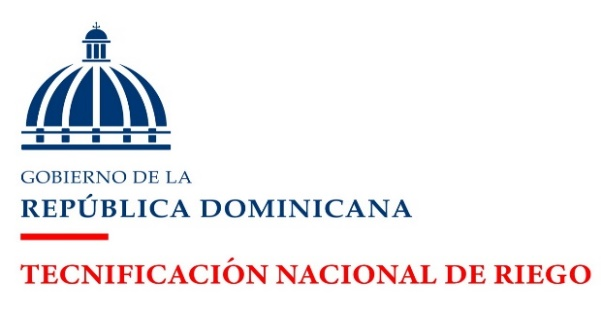 GOBIERNO DE LA
REPÚBLICA DOMINICANA
TECNIFICACIÓN NACIONAL DE RIEGO